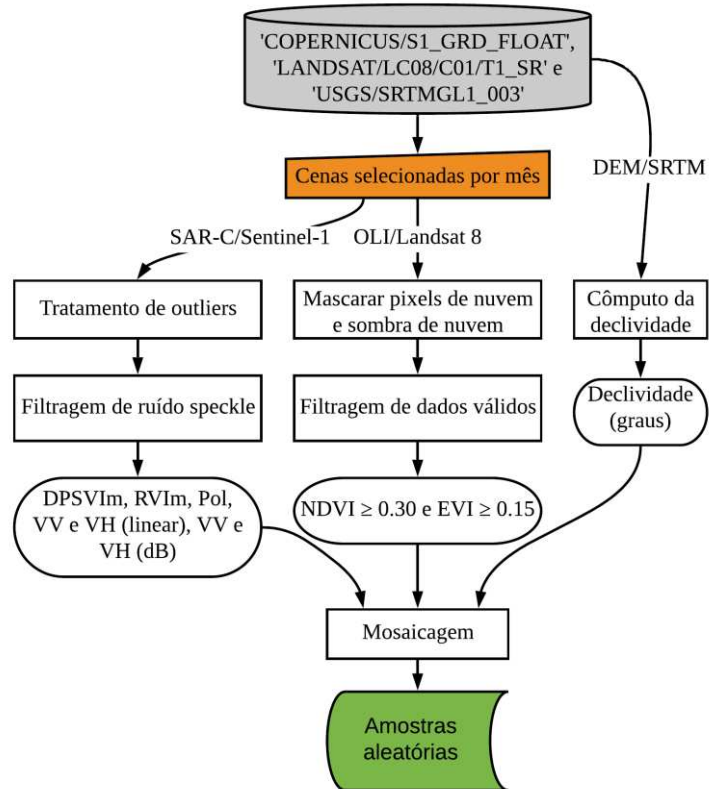 'COPERNICUS/S1_GRD_FLOAT',
'LANDSAT/LC08/C01/T1_SR' e
'USGS/SRTMGL1_003'
Cenas selecionadas por mês
DEM/SRTM
SAR-C/Sentinel-1
OLI/Landsat 8
Tratamento de outliers
Mascarar pixels de nuvem
e sombra de nuvem
Cômputo da
declividade
Filtragem de ruído speckle
Filtragem de dados válidos
Declividade
(graus)
DPSVIm, RVIm, Pol,
VV e VH (linear), VV e
VH (dB)
NDVI ≥ 0.30 e EVI ≥ 0.15
Mosaicagem
Amostras
aleatórias